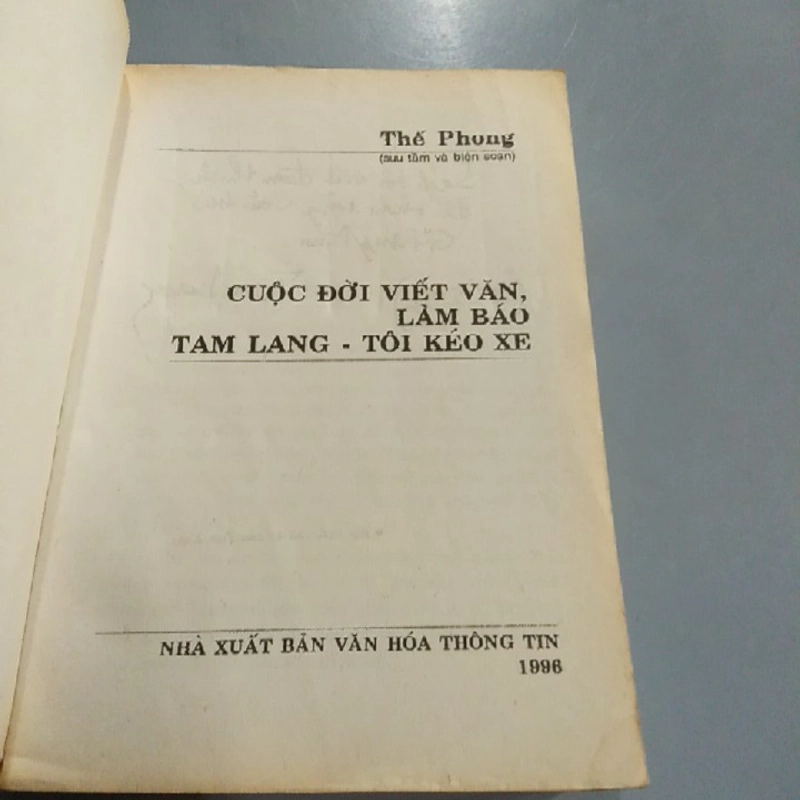 Thế Phong
(sưu tầm và biên soạn)
CUỘC ĐỜI VIẾT VĂN,
LÀM BÁO
TAM LANG - TÔI KÉO XE
NHÀ XUẤT BẢN VĂN HÓA THÔNG TIN
1996